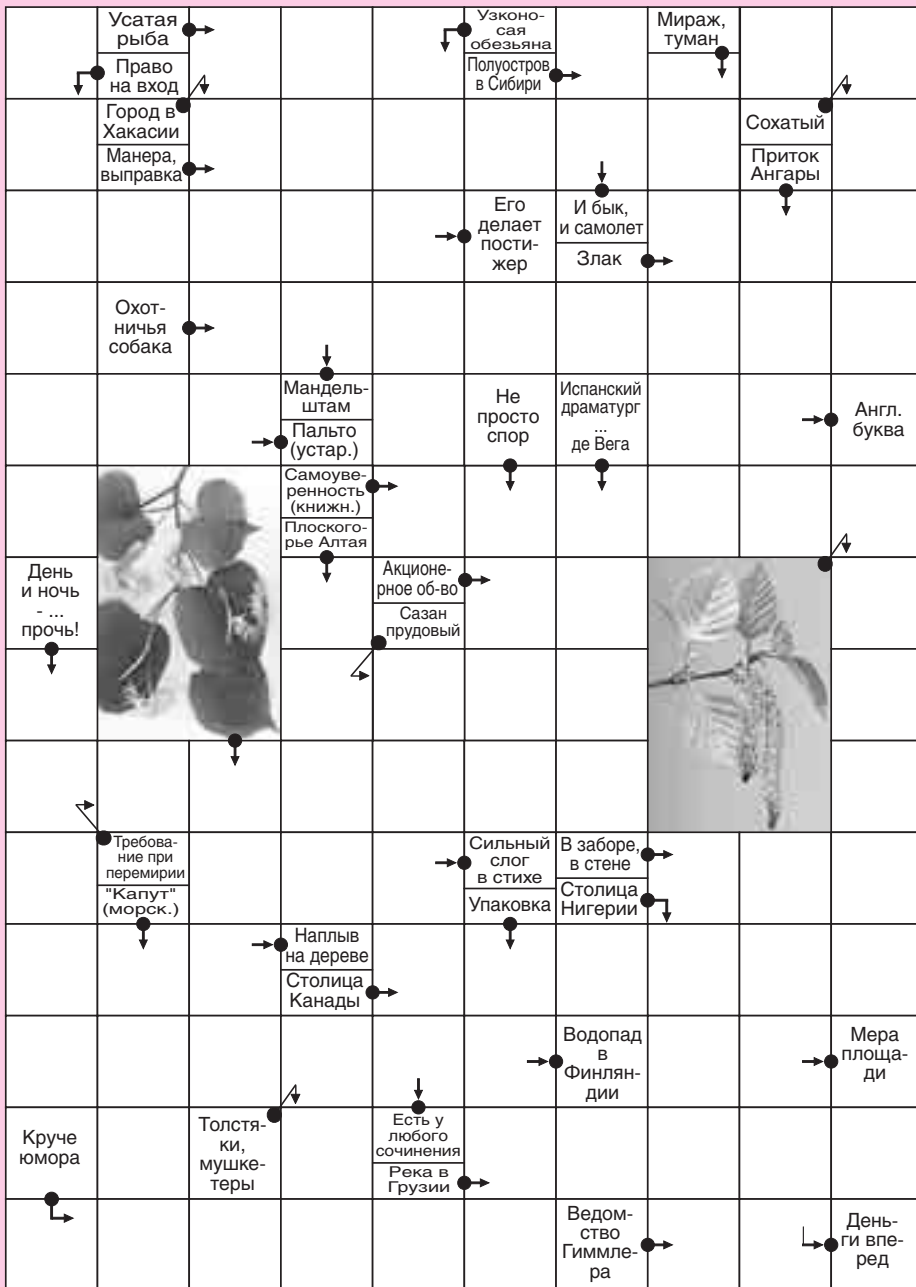 Усатая
рыба
Право
на вход
Узконо-
сая
обезьяна
Полуостров
в Сибири
Мираж,
туман
Город в
Хакасии
Манера,
выправка
Сохатый
Приток
Ангары
Его
делает
пости-
жер
И бык,
и самолет
Злак
Охот-
ничья
собака
Мандель-
штам
Пальто
(устар.)
Не
просто
спор
Испанский
драматург
...
де Вега
Англ.
буква
Самоуве-
ренность
(книжн.)
Плоского-
рье Алтая
День
и ночь
- ...
прочь!
Акционе-
рное об-во
Сазан
прудовый
Требова-
ние при
перемирии
"Капут"
(морск.)
Сильный
слог
в стихе
Упаковка
В заборе,
в стене
Столица
Нигерии
Наплыв
на дереве
Столица
Канады
Водопад
в
Финлян-
дии
Мера
площа-
ди
Круче
юмора
Толстя-
ки,
мушке-
теры
Есть у
любого
сочинения
Река в
Грузии
Ведом-
ство
Гиммле-
ра
День-
ги впе-
ред